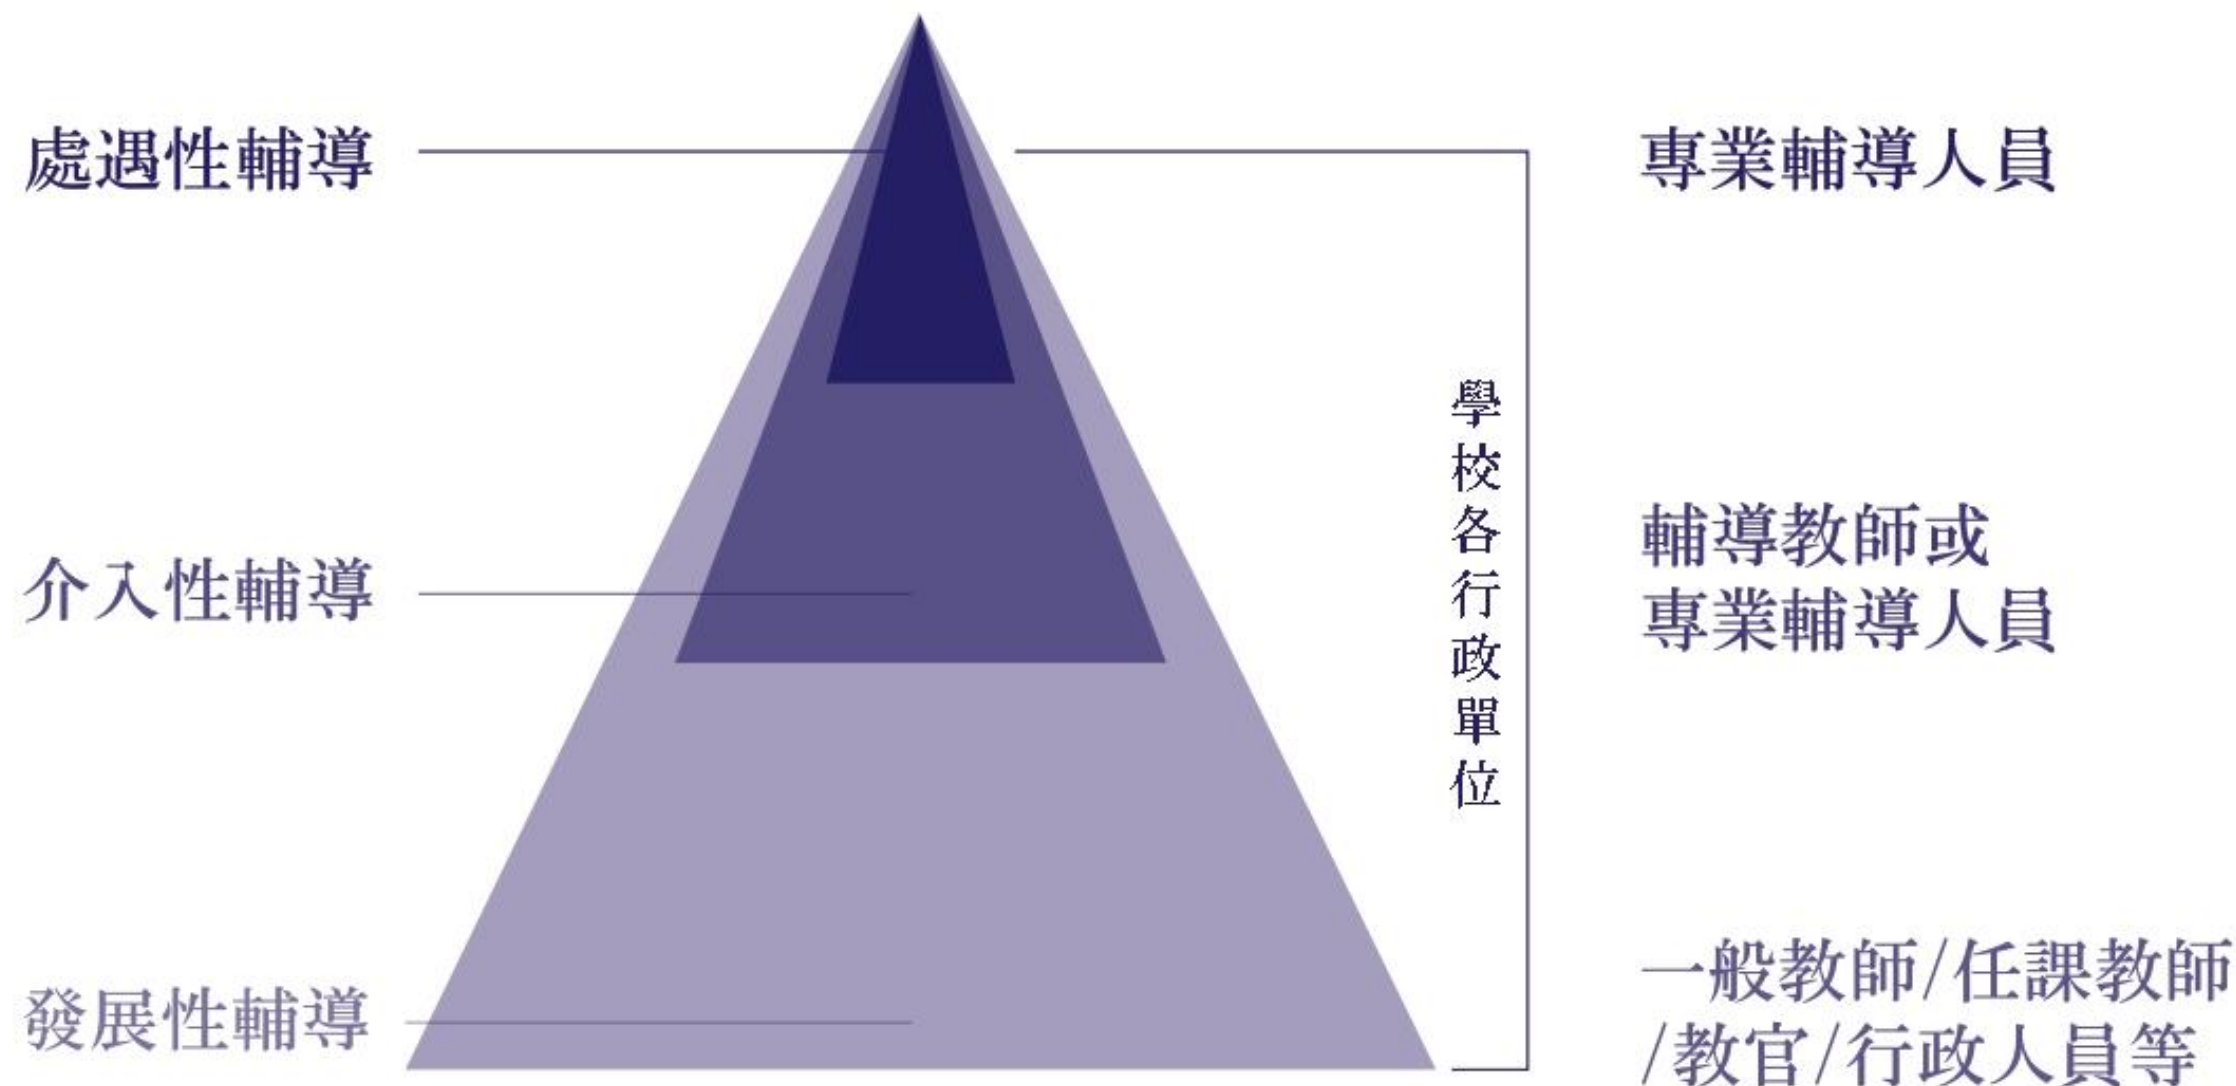 處遇性輔導
專業輔導人員
學校各行政單位
介入性輔導
輔導教師或
專業輔導人員
發展性輔導
一般教師/任課教師
/教官/行政人員等